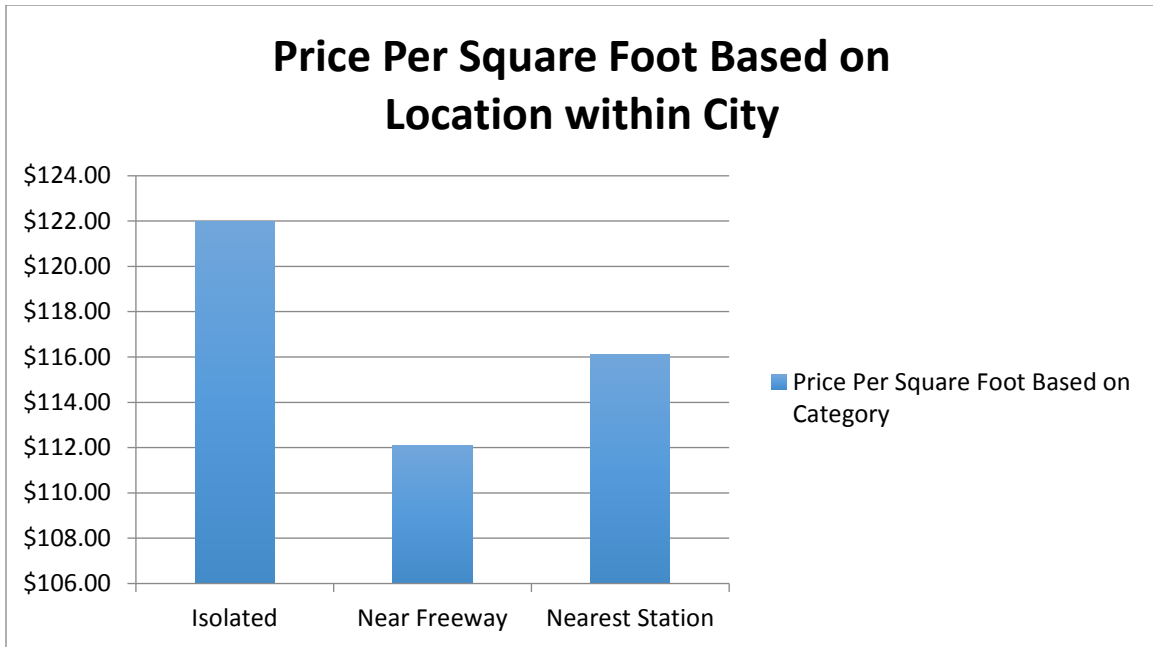 Price Per Square Foot Based on
Location within City
$124.00
$122.00
$120.00
$118.00
$116.00
$114.00
$112.00
$110.00
$108.00
$106.00
Isolated
Near Freeway
Nearest Station
Price Per Square Foot Based on
Category